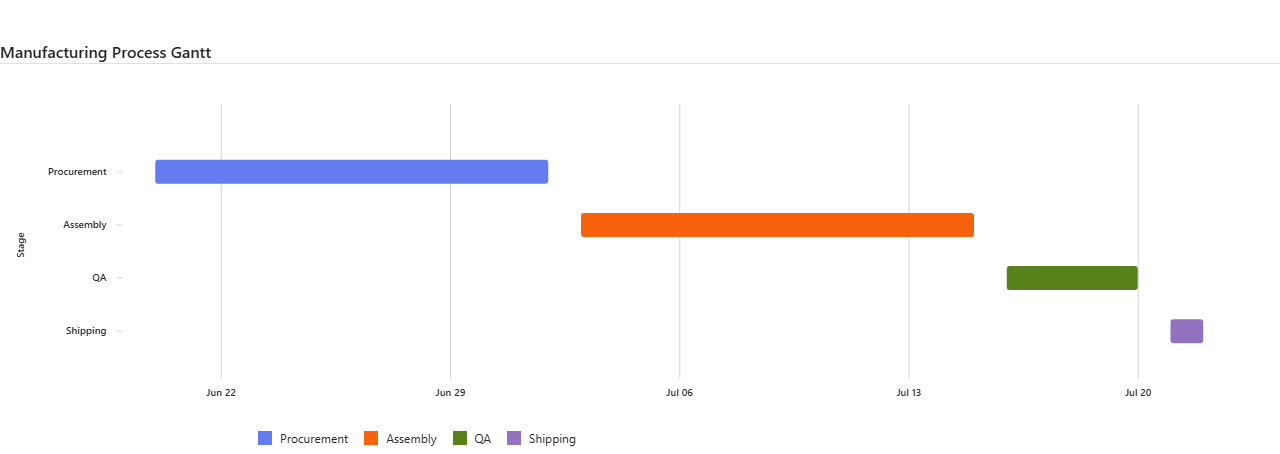 Manufacturing Process Gantt
Procurement
Assembly
Stage
QA
Shipping
Jun 22
Jun 29
Jul 06
Jul 13
Jul 20
Procurement
Assembly
QA
Shipping